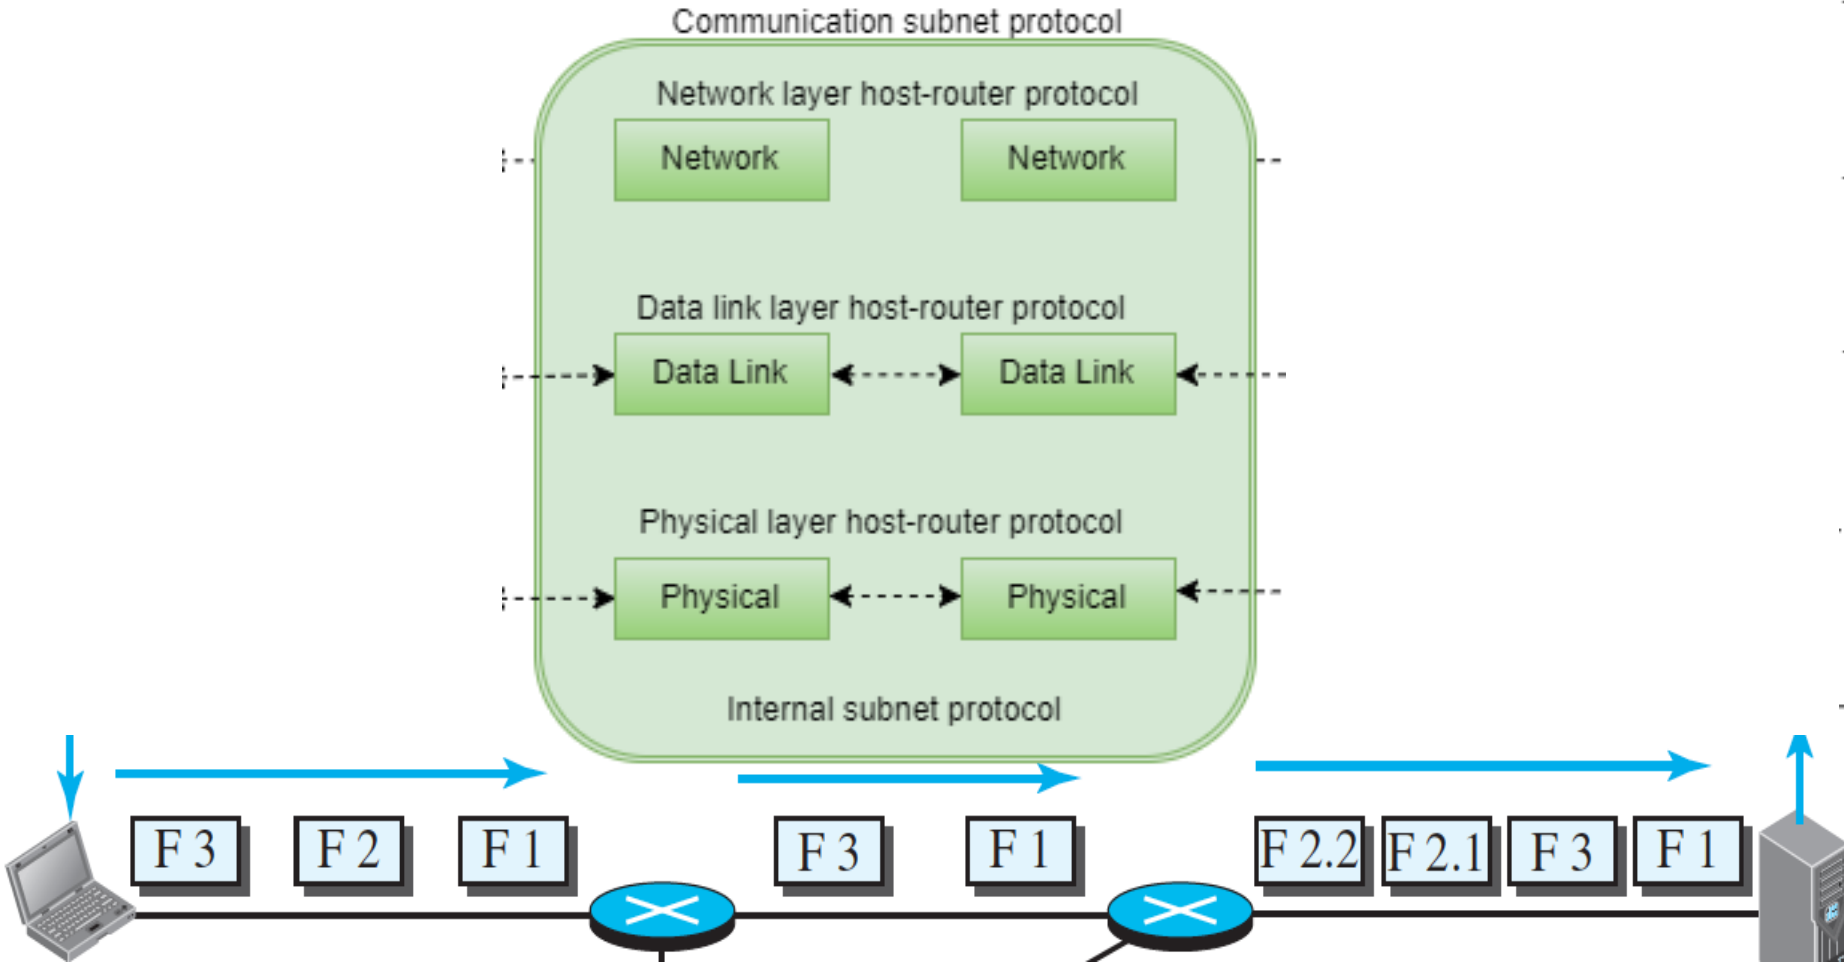 Communication subnet protocol
Network layer host-router protocol
Network Network
Data link layer host-router protocol
Data Link Data Link
Physical layer host-router protocol
Physical Physical
Internal subnet protocol
F 3 F 2 F 1 F 3 F 1 F 2.2 F 2.1 F 3 F 1